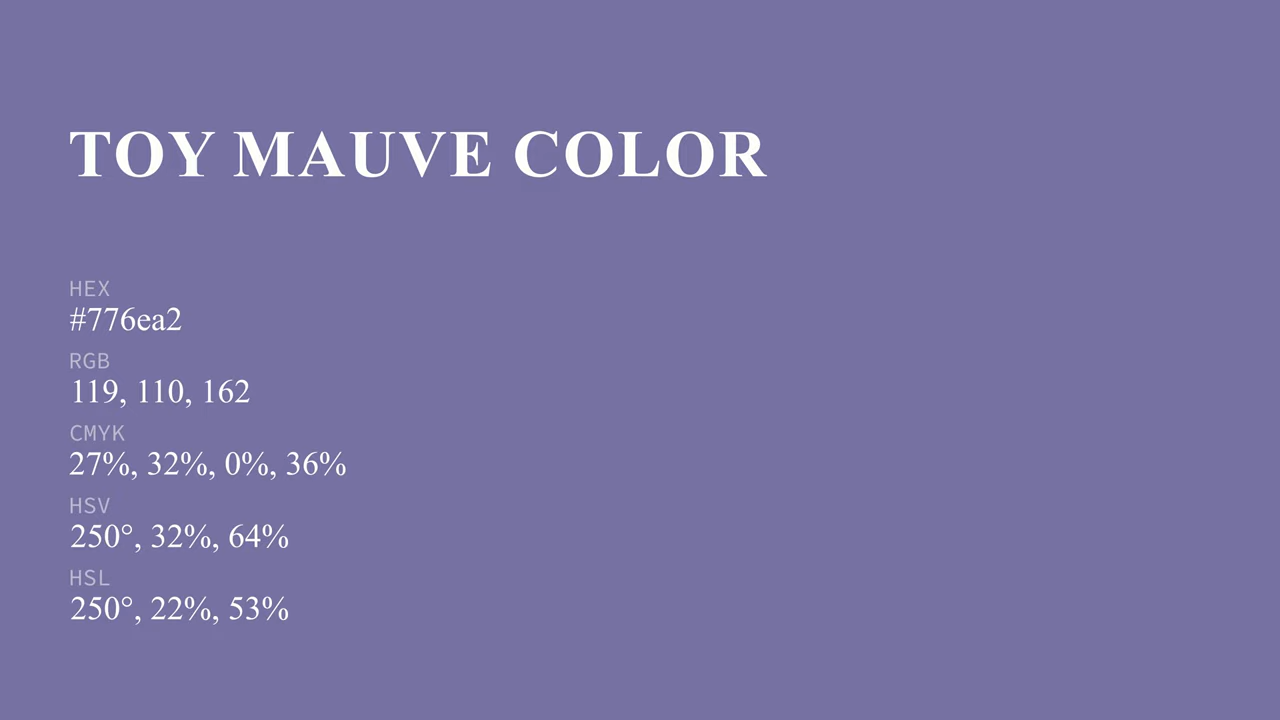 TOY MAUVE COLOR
HEX
#776ea2
RGB
119, 110, 162
CMYK
27%, 32%, 0%, 36%
HSV
250°, 32%, 64%
HSL
250°, 22%, 53%